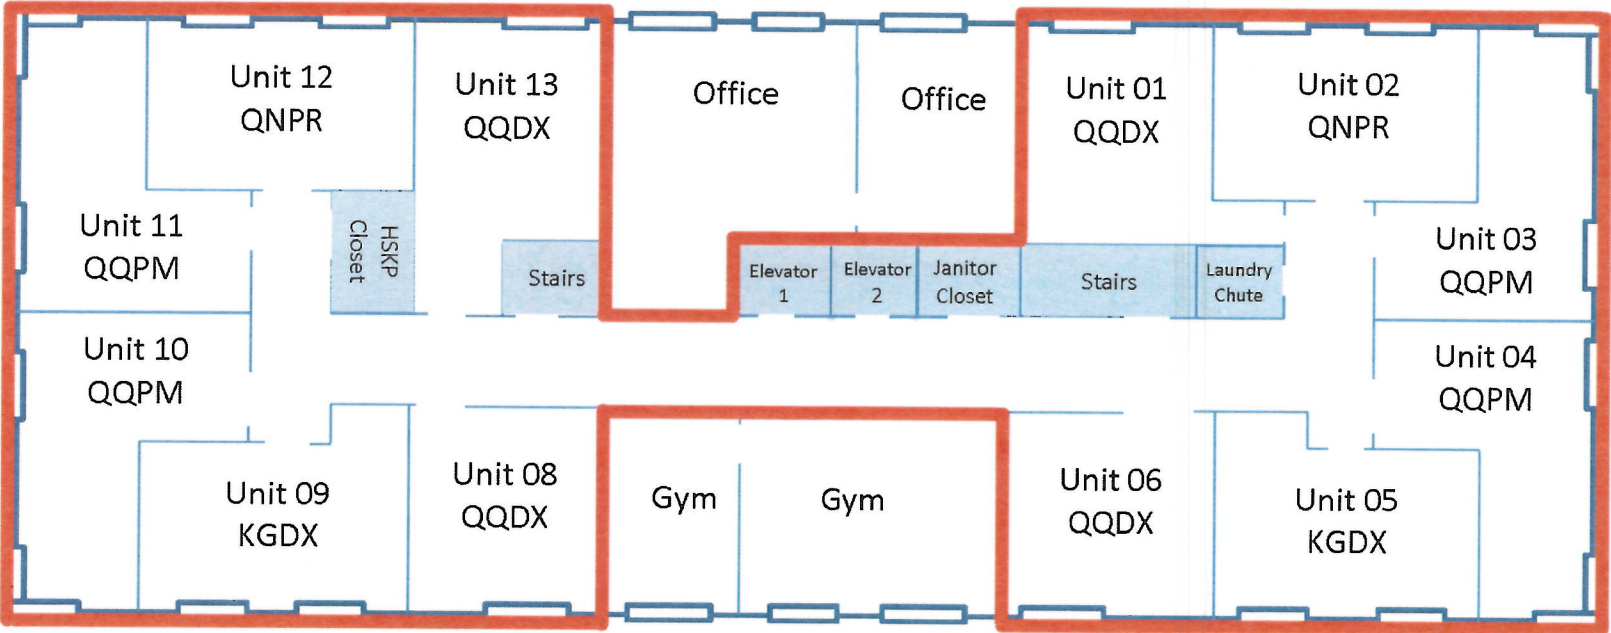 Unit 12
QNPR
Unit 13
QQDX
Office
Office
Unit 01
QQDX
Unit 02
QNPR
Unit 11
QQPM
HSKP
Closet
Stairs
Elevator
1
Elevator
2
Janitor
Closet
Stairs
Laundry
Chute
Unit 03
QQPM
Unit 10
QQPM
Unit 04
QQPM
Unit 09
KGDX
Unit 08
QQDX
Gym
Gym
Unit 06
QQDX
Unit 05
KGDX